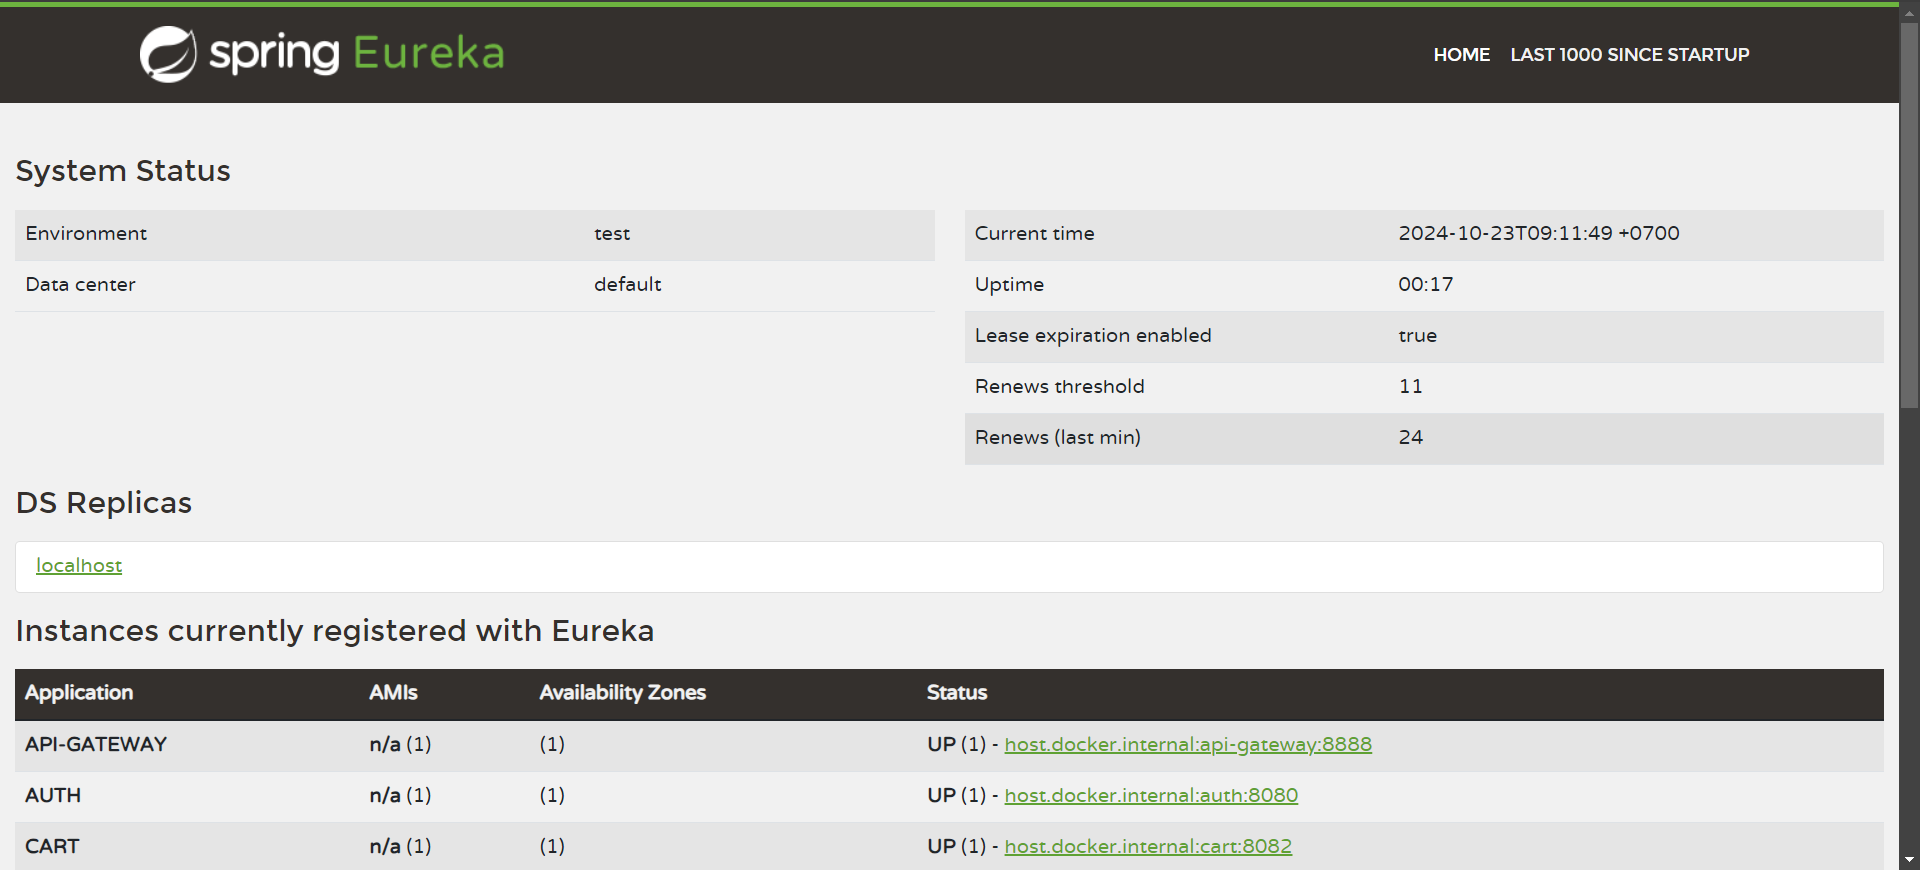 spring Eureka
HOME LAST 1000 SINCE STARTUP
System Status
Environment test
Data center default
Current time 2024-10-23T09:11:49 +0700
Uptime 00:17
Lease expiration enabled true
Renews threshold 11
Renews (last min) 24
DS Replicas
localhost
Instances currently registered with Eureka
Application AMIs Availability Zones Status
API-GATEWAY n/a (1) (1) UP (1) - host.docker.internal:api-gateway:8888
AUTH n/a (1) (1) UP (1) - host.docker.internal:auth:8080
CART n/a (1) (1) UP (1) - host.docker.internal:cart:8082